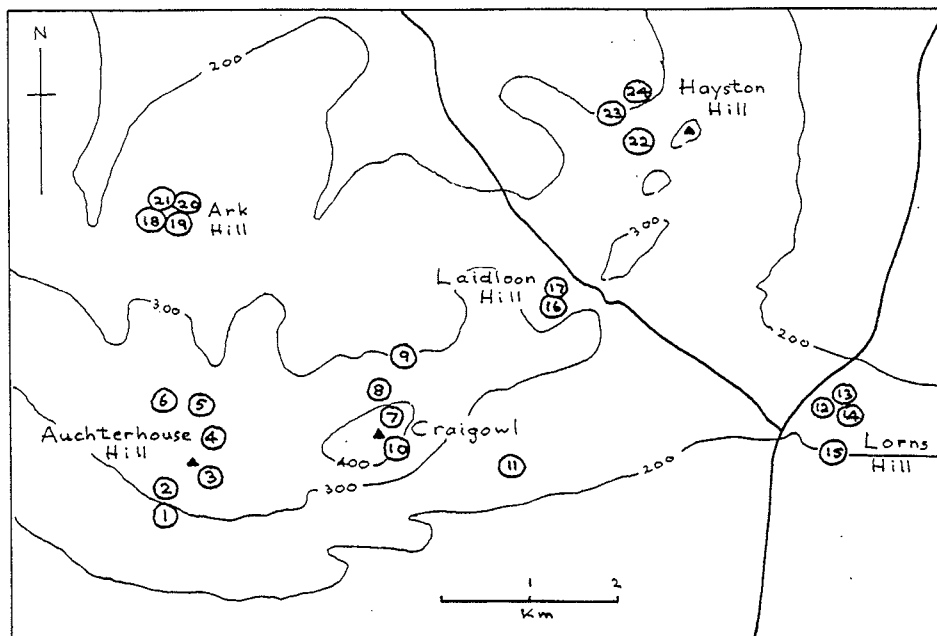 N
200
24
23
Hayston
Hill
22
21
20
18
19
Ark
Hill
300
Laidloon
Hill
17
16
300
200
9
8
6
5
7
13
12
14
Auchterhouse
Hill
4
Craigowl
10
400
3
11
15
Lorns
Hill
2
300
200
1
1
2
Km